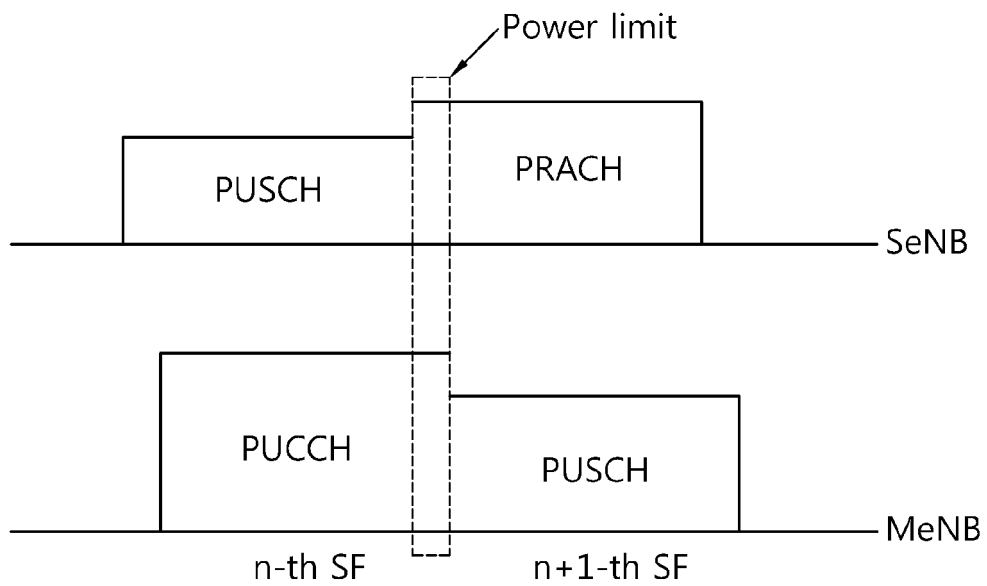 Power limit
PUSCH
PRACH
SeNB
PUCCH
PUSCH
MeNB
n-th SF
n+1-th SF